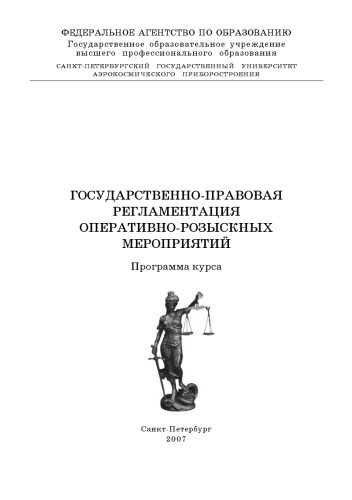 ФЕДЕРАЛЬНОЕ АГЕНТСТВО ПО ОБРАЗОВАНИЮ
Государственное образовательное учреждение
высшего профессионального образования
САНКТ-ПЕТЕРБУРГСКИЙ ГОСУДАРСТВЕННЫЙ УНИВЕРСИТЕТ
АЭРОКОСМИЧЕСКОГО ПРИБОРОСТРОЕНИЯ
ГОСУДАРСТВЕННО-ПРАВОВАЯ
РЕГЛАМЕНТАЦИЯ
ОПЕРАТИВНО-РОЗЫСКНЫХ
МЕРОПРИЯТИЙ
Программа курса
Санкт-Петербург
2007